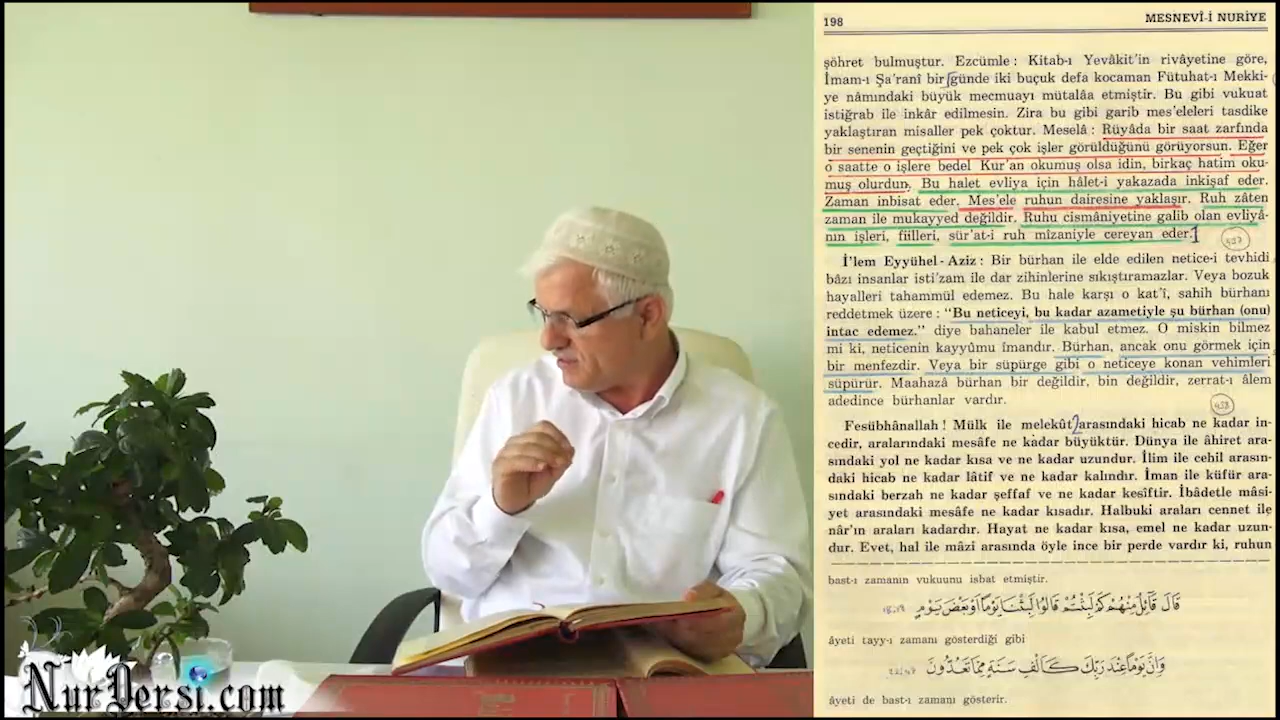 198 MESNEVÎ-İ NURİYE
şöhret bulmuştur. Ezcümle : Kitab-ı Yevâkit'in rivâyetine göre,
İmam-ı Şa'ranî bir günde iki buçuk defa kocaman Fütuhat-ı Mekki-
ye nâmındaki büyük mecmuayı mütalâa etmiştir. Bu gibi vukuat
istiğrab ile inkâr edilmesin. Zira bu gibi garib mes'eleleri tasdike
yaklaştıran misaller pek çoktur. Meselâ : Rüyâda bir saat zarfında
bir senenin geçtiğini ve pek çok işler görüldüğünü görüyorsun. Eğer
o saatte o işlere bedel Kur'an okumuş olsa idin, birkaç hatim oku-
muş olurdun. Bu halet evliya için hâlet-i yakazada inkişaf eder.
Zaman inbisat eder. Mes'ele ruhun dairesine yaklaşır. Ruh zâten
zaman ile mukayyed değildir. Ruhu cismâniyetine galib olan evliyâ-
nın işleri, fiilleri, sür'at-i ruh mîzaniyle cereyan eder.1
İ'lem Eyyühel-Aziz : Bir bürhan ile elde edilen netice-i tevhidi
bâzı insanlar isti'zam ile dar zihinlerine sıkıştıramazlar. Veya bozuk
hayalleri tahammül edemez. Bu hale karşı o kat'î, sahih bürhanı
reddetmek üzere : "Bu neticeyi, bu kadar azametiyle şu bürhan (onu)
intac edemez." diye bahaneler ile kabul etmez. O miskin bilmez
mi ki, neticenin kayyûmu îmandır. Bürhan, ancak onu görmek için
bir menfezdir. Veya bir süpürge gibi o neticeye konan vehimleri
süpürür. Maahazâ bürhan bir değildir, bin değildir, zerrat-ı âlem
adedince bürhanlar vardır.
Fesübhânallah ! Mülk ile melekût 2 arasındaki hicab ne kadar in-
cedir, aralarındaki mesâfe ne kadar büyüktür. Dünya ile âhiret ara-
sındaki yol ne kadar kısa ve ne kadar uzundur. İlim ile cehil arasın-
daki hicab ne kadar lâtif ve ne kadar kalındır. İman ile küfür ara-
sındaki berzah ne kadar şeffaf ve ne kadar kesîftir. İbâdetle mâsi-
yet arasındaki mesâfe ne kadar kısadır. Halbuki araları cennet ile
nâr'ın araları kadardır. Hayat ne kadar kısa, emel ne kadar uzun-
dur. Evet, hal ile mâzi arasında öyle ince bir perde vardır ki, ruhun
bast-ı zamanın vukuunu isbat etmiştir.
قَالَ قَآئِلٌ مِنْهُمْ كَمْ لَبِثْتُمْ قَالُوا لَبِثْنَا يَوْمًا اَوْ بَعْضَ يَوْمٍ
âyeti tayy-i zamanı gösterdiği gibi
وَاِنَّ يَوْمًا عِنْدَ رَبِّكَ كَاَلْفِ سَنَةٍ مِمَّا تَعُدُّونَ
âyeti de bast-ı zamanı gösterir.
NurDersi.com